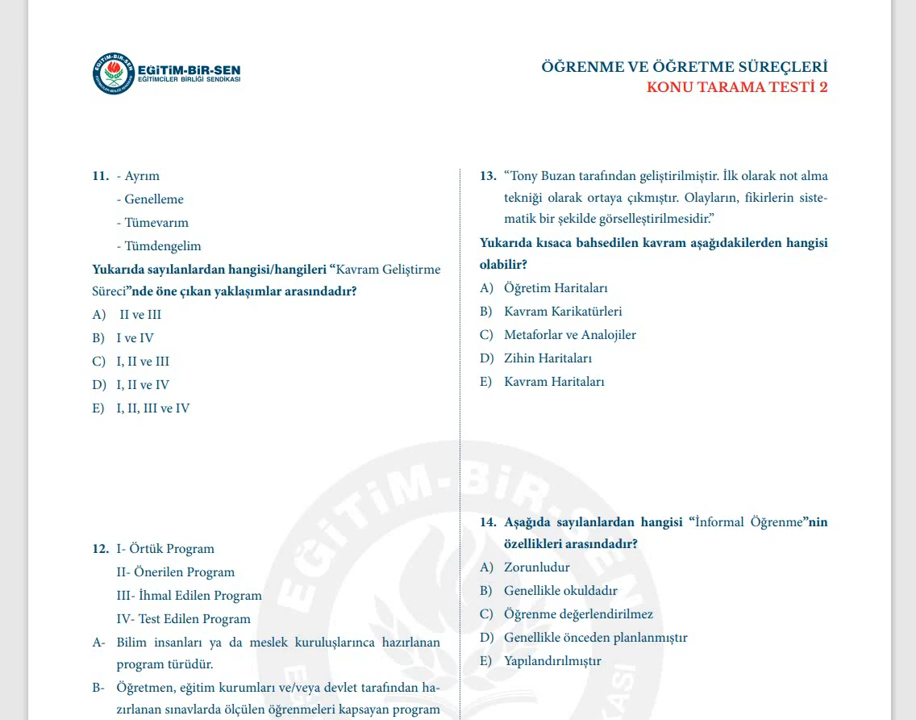 EĞİTİM-BİR-SEN
EĞİTİMCİLER BİRLİĞİ SENDİKASI
ÖĞRENME VE ÖĞRETME SÜREÇLERİ
KONU TARAMA TESTİ 2
11. - Ayrım
- Genelleme
- Tümevarım
- Tümdengelim
Yukarıda sayılanlardan hangisi/hangileri “Kavram Geliştirme
Süreci”nde öne çıkan yaklaşımlar arasındadır?
A) II ve III
B) I ve IV
C) I, II ve III
D) I, II ve IV
E) I, II, III ve IV
12. I- Örtük Program
II- Önerilen Program
III- İhmal Edilen Program
IV- Test Edilen Program
A- Bilim insanları ya da meslek kuruluşlarınca hazırlanan
program türüdür.
B- Öğretmen, eğitim kurumları ve/veya devlet tarafından ha-
zırlanan sınavlarda ölçülen öğrenmeleri kapsayan program
13. “Tony Buzan tarafından geliştirilmiştir. İlk olarak not alma
tekniği olarak ortaya çıkmıştır. Olayların, fikirlerin siste-
matik bir şekilde görselleştirilmesidir.”
Yukarıda kısaca bahsedilen kavram aşağıdakilerden hangisi
olabilir?
A) Öğretim Haritaları
B) Kavram Karikatürleri
C) Metaforlar ve Analojiler
D) Zihin Haritaları
E) Kavram Haritaları
14. Aşağıda sayılanlardan hangisi “İnformal Öğrenme”nin
özellikleri arasındadır?
A) Zorunludur
B) Genellikle okuldadır
C) Öğrenme değerlendirilmez
D) Genellikle önceden planlanmıştır
E) Yapılandırılmıştır
EĞİTİM-BİR-SEN